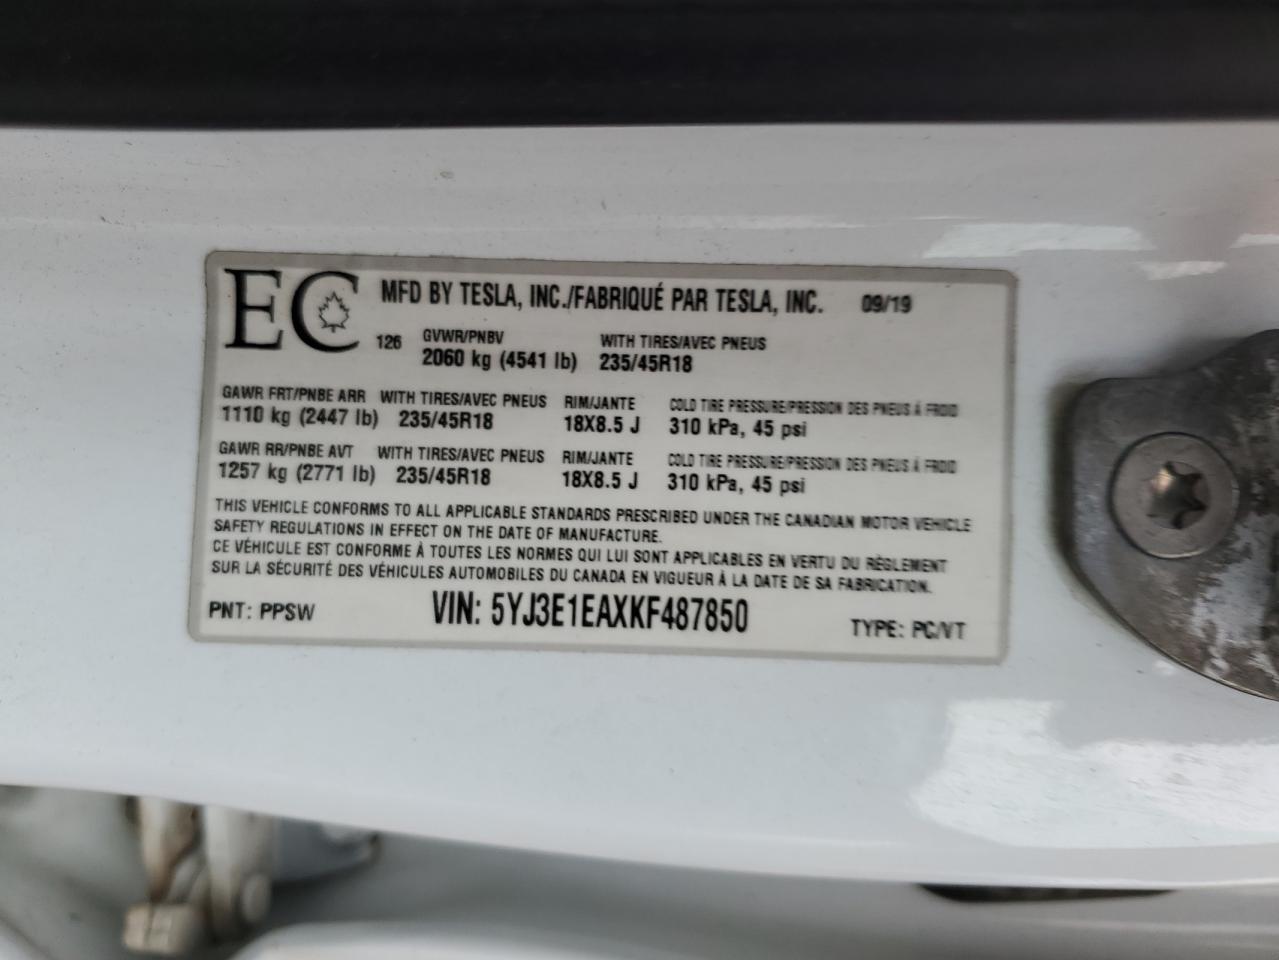 EC MFD BY TESLA, INC./FABRIQUÉ PAR TESLA, INC. 09/19
126 GVWR/PNBV WITH TIRES/AVEC PNEUS
2060 kg (4541 lb) 235/45R18
GAWR FRT/PNBE ARR WITH TIRES/AVEC PNEUS RIM/JANTE COLD TIRE PRESSURE/PRESSION DES PNEUS À FROID
1110 kg (2447 lb) 235/45R18 18X8.5 J 310 kPa, 45 psi
GAWR RR/PNBE AVT WITH TIRES/AVEC PNEUS RIM/JANTE COLD TIRE PRESSURE/PRESSION DES PNEUS À FROID
1257 kg (2771 lb) 235/45R18 18X8.5 J 310 kPa, 45 psi
THIS VEHICLE CONFORMS TO ALL APPLICABLE STANDARDS PRESCRIBED UNDER THE CANADIAN MOTOR VEHICLE
SAFETY REGULATIONS IN EFFECT ON THE DATE OF MANUFACTURE.
CE VÉHICULE EST CONFORME À TOUTES LES NORMES QUI LUI SONT APPLICABLES EN VERTU DU RÈGLEMENT
SUR LA SÉCURITÉ DES VÉHICULES AUTOMOBILES DU CANADA EN VIGUEUR À LA DATE DE SA FABRICATION.
PNT: PPSW VIN: 5YJ3E1EAXKF487850 TYPE: PC/VT